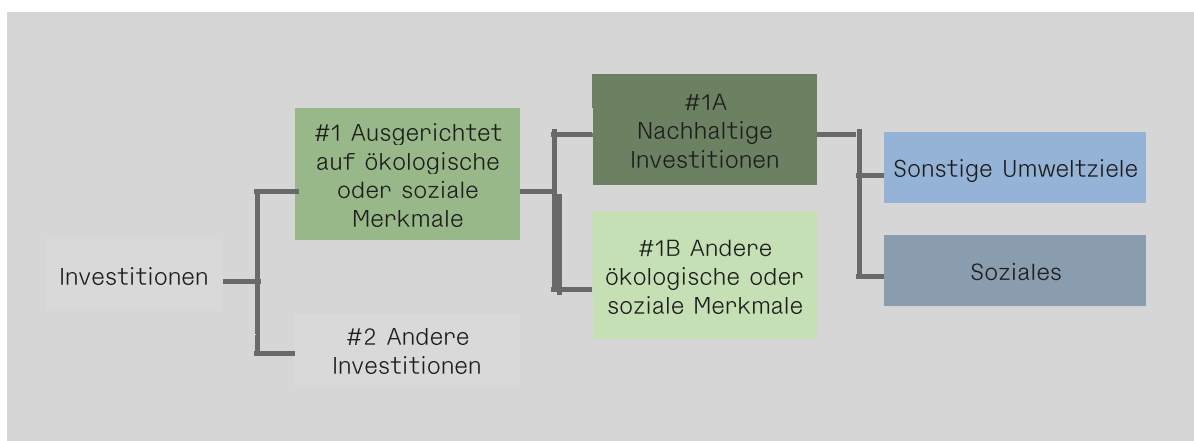 Investitionen
#1 Ausgerichtet
auf ökologische
oder soziale
Merkmale
#2 Andere
Investitionen
#1A
Nachhaltige
Investitionen
#1B Andere
ökologische oder
soziale Merkmale
Sonstige Umweltziele
Soziales